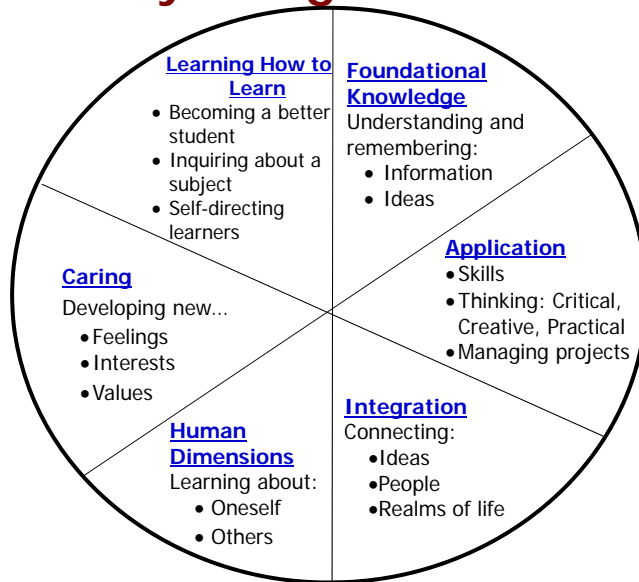 Learning How to
Learn
• Becoming a better
student
• Inquiring about a
subject
• Self-directing
learners
Foundational
Knowledge
Understanding and
remembering:
• Information
• Ideas
Application
• Skills
• Thinking: Critical,
Creative, Practical
• Managing projects
Integration
Connecting:
• Ideas
• People
• Realms of life
Human
Dimensions
Learning about:
• Oneself
• Others
Caring
Developing new...
• Feelings
• Interests
• Values